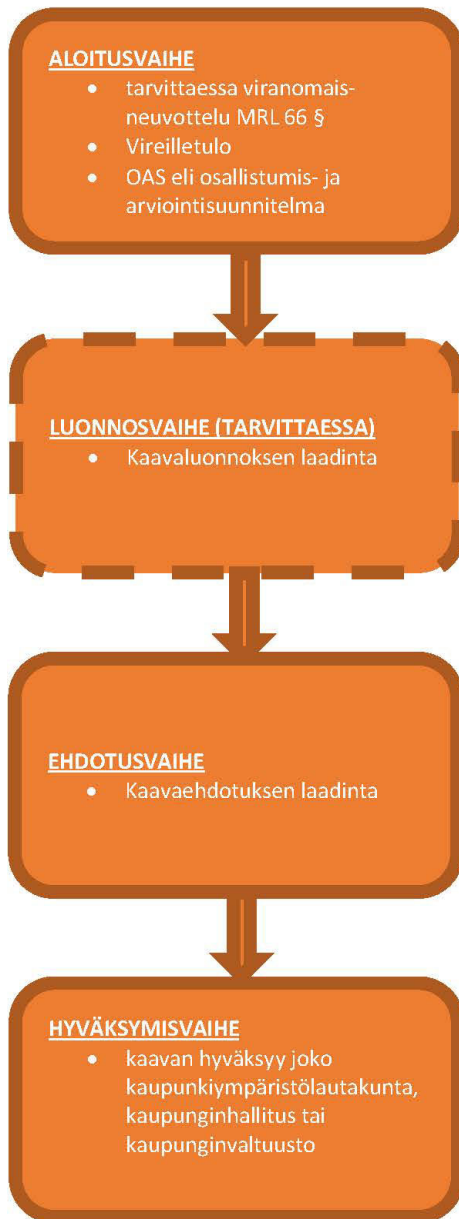 ALOITUSVAIHE
• tarvittaessa viranomais-
neuvottelu MRL 66 §
• Vireilletulo
• OAS eli osallistumis- ja
arviointisuunnitelma
LUONNOSVAIHE (TARVITTAESSA)
• Kaavaluonnoksen laadinta
EHDOTUSVAIHE
• Kaavaehdotuksen laadinta
HYVÄKSYMISVAIHE
• kaavan hyväksyy joko
kaupunkiympäristölautakunta,
kaupunginhallitus tai
kaupunginvaltuusto